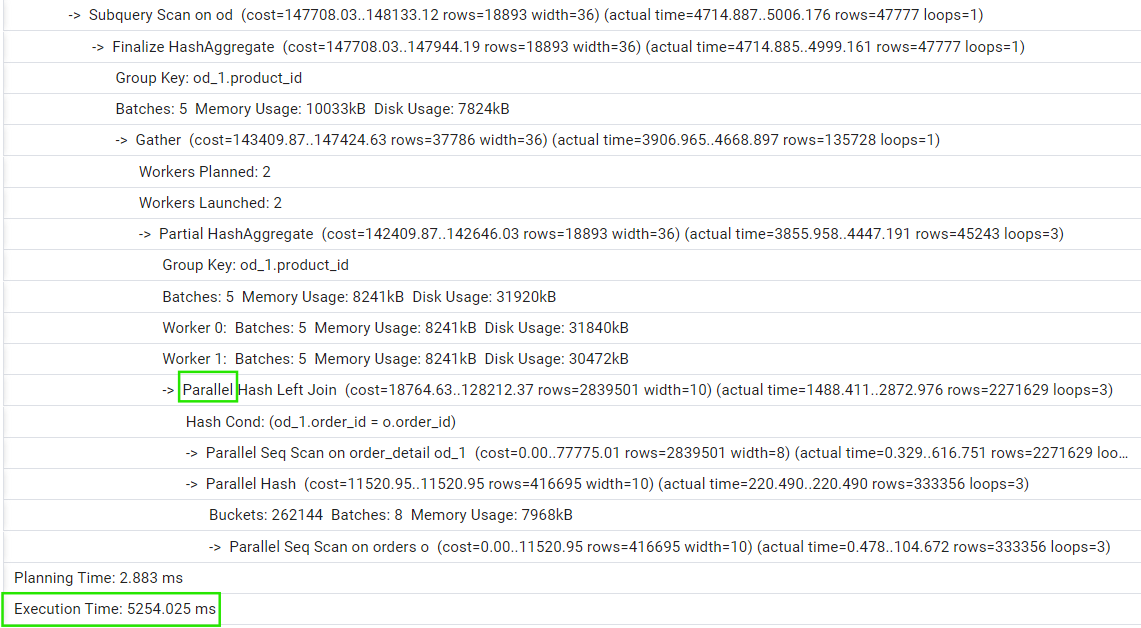 -> Subquery Scan on od (cost=147708.03..148133.12 rows=18893 width=36) (actual time=4714.887..5006.176 rows=47777 loops=1)
-> Finalize HashAggregate (cost=147708.03..147944.19 rows=18893 width=36) (actual time=4714.885..4999.161 rows=47777 loops=1)
Group Key: od_1.product_id
Batches: 5 Memory Usage: 10033kB Disk Usage: 7824kB
-> Gather (cost=143409.87..147424.63 rows=37786 width=36) (actual time=3906.965..4668.897 rows=135728 loops=1)
Workers Planned: 2
Workers Launched: 2
-> Partial HashAggregate (cost=142409.87..142646.03 rows=18893 width=36) (actual time=3855.958..4447.191 rows=45243 loops=3)
Group Key: od_1.product_id
Batches: 5 Memory Usage: 8241kB Disk Usage: 31920kB
Worker 0: Batches: 5 Memory Usage: 8241kB Disk Usage: 31840kB
Worker 1: Batches: 5 Memory Usage: 8241kB Disk Usage: 30472kB
-> Parallel Hash Left Join (cost=18764.63..128212.37 rows=2839501 width=10) (actual time=1488.411..2872.976 rows=2271629 loops=3)
Hash Cond: (od_1.order_id = o.order_id)
-> Parallel Seq Scan on order_detail od_1 (cost=0.00..77775.01 rows=2839501 width=8) (actual time=0.329..616.751 rows=2271629 loo...
-> Parallel Hash (cost=11520.95..11520.95 rows=416695 width=10) (actual time=220.490..220.490 rows=333356 loops=3)
Buckets: 262144 Batches: 8 Memory Usage: 7968kB
-> Parallel Seq Scan on orders o (cost=0.00..11520.95 rows=416695 width=10) (actual time=0.478..104.672 rows=333356 loops=3)
Planning Time: 2.883 ms
Execution Time: 5254.025 ms